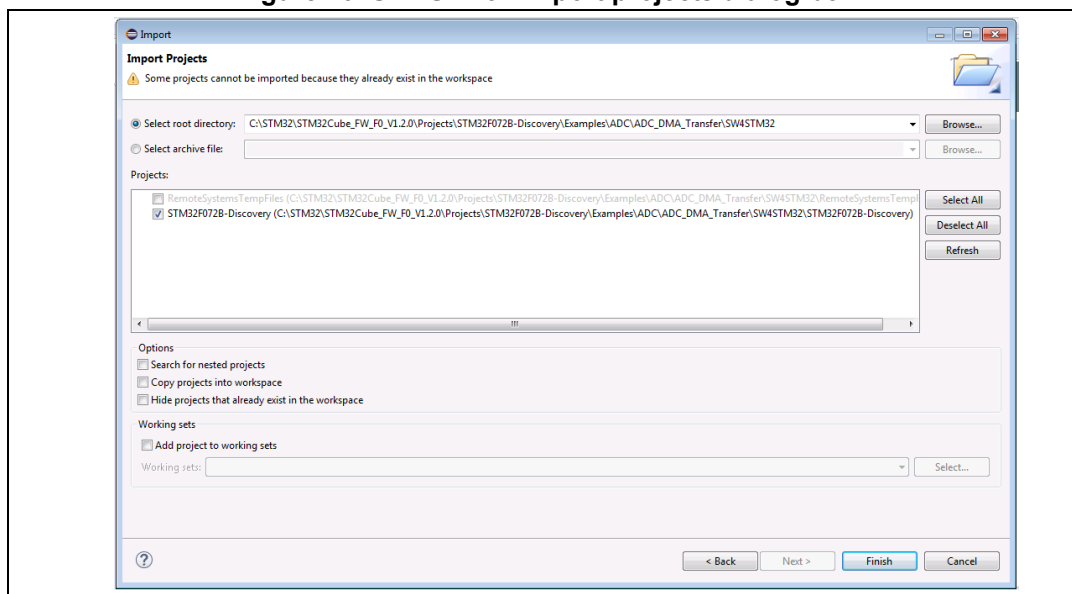 Import
Import Projects
Some projects cannot be imported because they already exist in the workspace
Select root directory: C:\STM32\STM32Cube_FW_F0_V1.2.0\Projects\STM32F072B-Discovery\Examples\ADC\ADC_DMA_Transfer\SW4STM32 Browse...
Select archive file: Browse...
Projects:
RemoteSystemsTempFiles (C:\STM32\STM32Cube_FW_F0_V1.2.0\Projects\STM32F072B-Discovery\Examples\ADC\ADC_DMA_Transfer\SW4STM32\RemoteSystemsTempf Select All
STM32F072B-Discovery (C:\STM32\STM32Cube_FW_F0_V1.2.0\Projects\STM32F072B-Discovery\Examples\ADC\ADC_DMA_Transfer\SW4STM32\STM32F072B-Discovery)
Deselect All
Refresh
Options
Search for nested projects
Copy projects into workspace
Hide projects that already exist in the workspace
Working sets
Add project to working sets
Working sets: Select...
? < Back Next > Finish Cancel